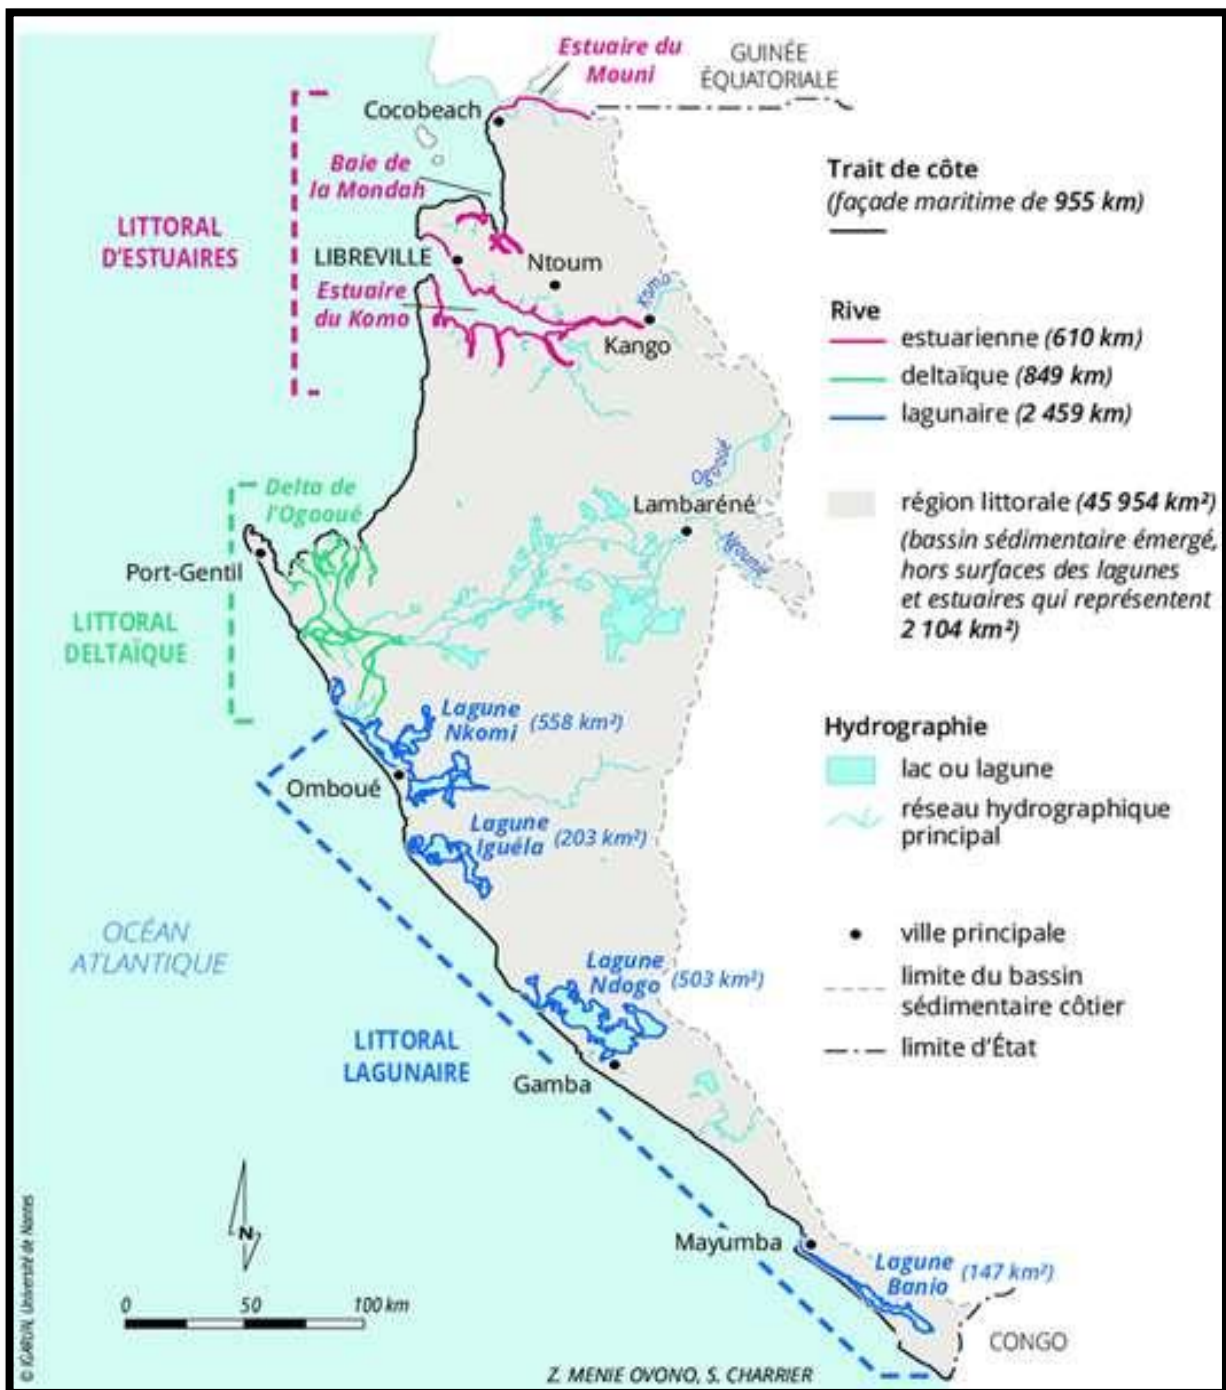 Estuaire du
Mouni
GUINÉE
ÉQUATORIALE
Cocobeach
Baie de
la Mondah
LITTORAL
D'ESTUAIRES
LIBREVILLE
Ntoum
Estuaire
du Komo
Komo
Kango
Delta de
l'Ogooué
Port-Gentil
LITTORAL
DELTAÏQUE
Ogooué
Lambaréné
Ngounié
Lagune
Nkomi (558 km²)
Omboué
Lagune
Iguéla (203 km²)
OCÉAN
ATLANTIQUE
Lagune
Ndogo (503 km²)
LITTORAL
LAGUNAIRE
Gamba
Mayumba
Lagune
Banio (147 km²)
CONGO
N
0 50 100 km
© IGARUN, Université de Nantes
Z. MENIE OVONO, S. CHARRIER
Trait de côte
(façade maritime de 955 km)
Rive
estuarienne (610 km)
deltaïque (849 km)
lagunaire (2 459 km)
région littorale (45 954 km²)
(bassin sédimentaire émergé,
hors surfaces des lagunes
et estuaires qui représentent
2 104 km²)
Hydrographie
lac ou lagune
réseau hydrographique
principal
ville principale
limite du bassin
sédimentaire côtier
limite d'État